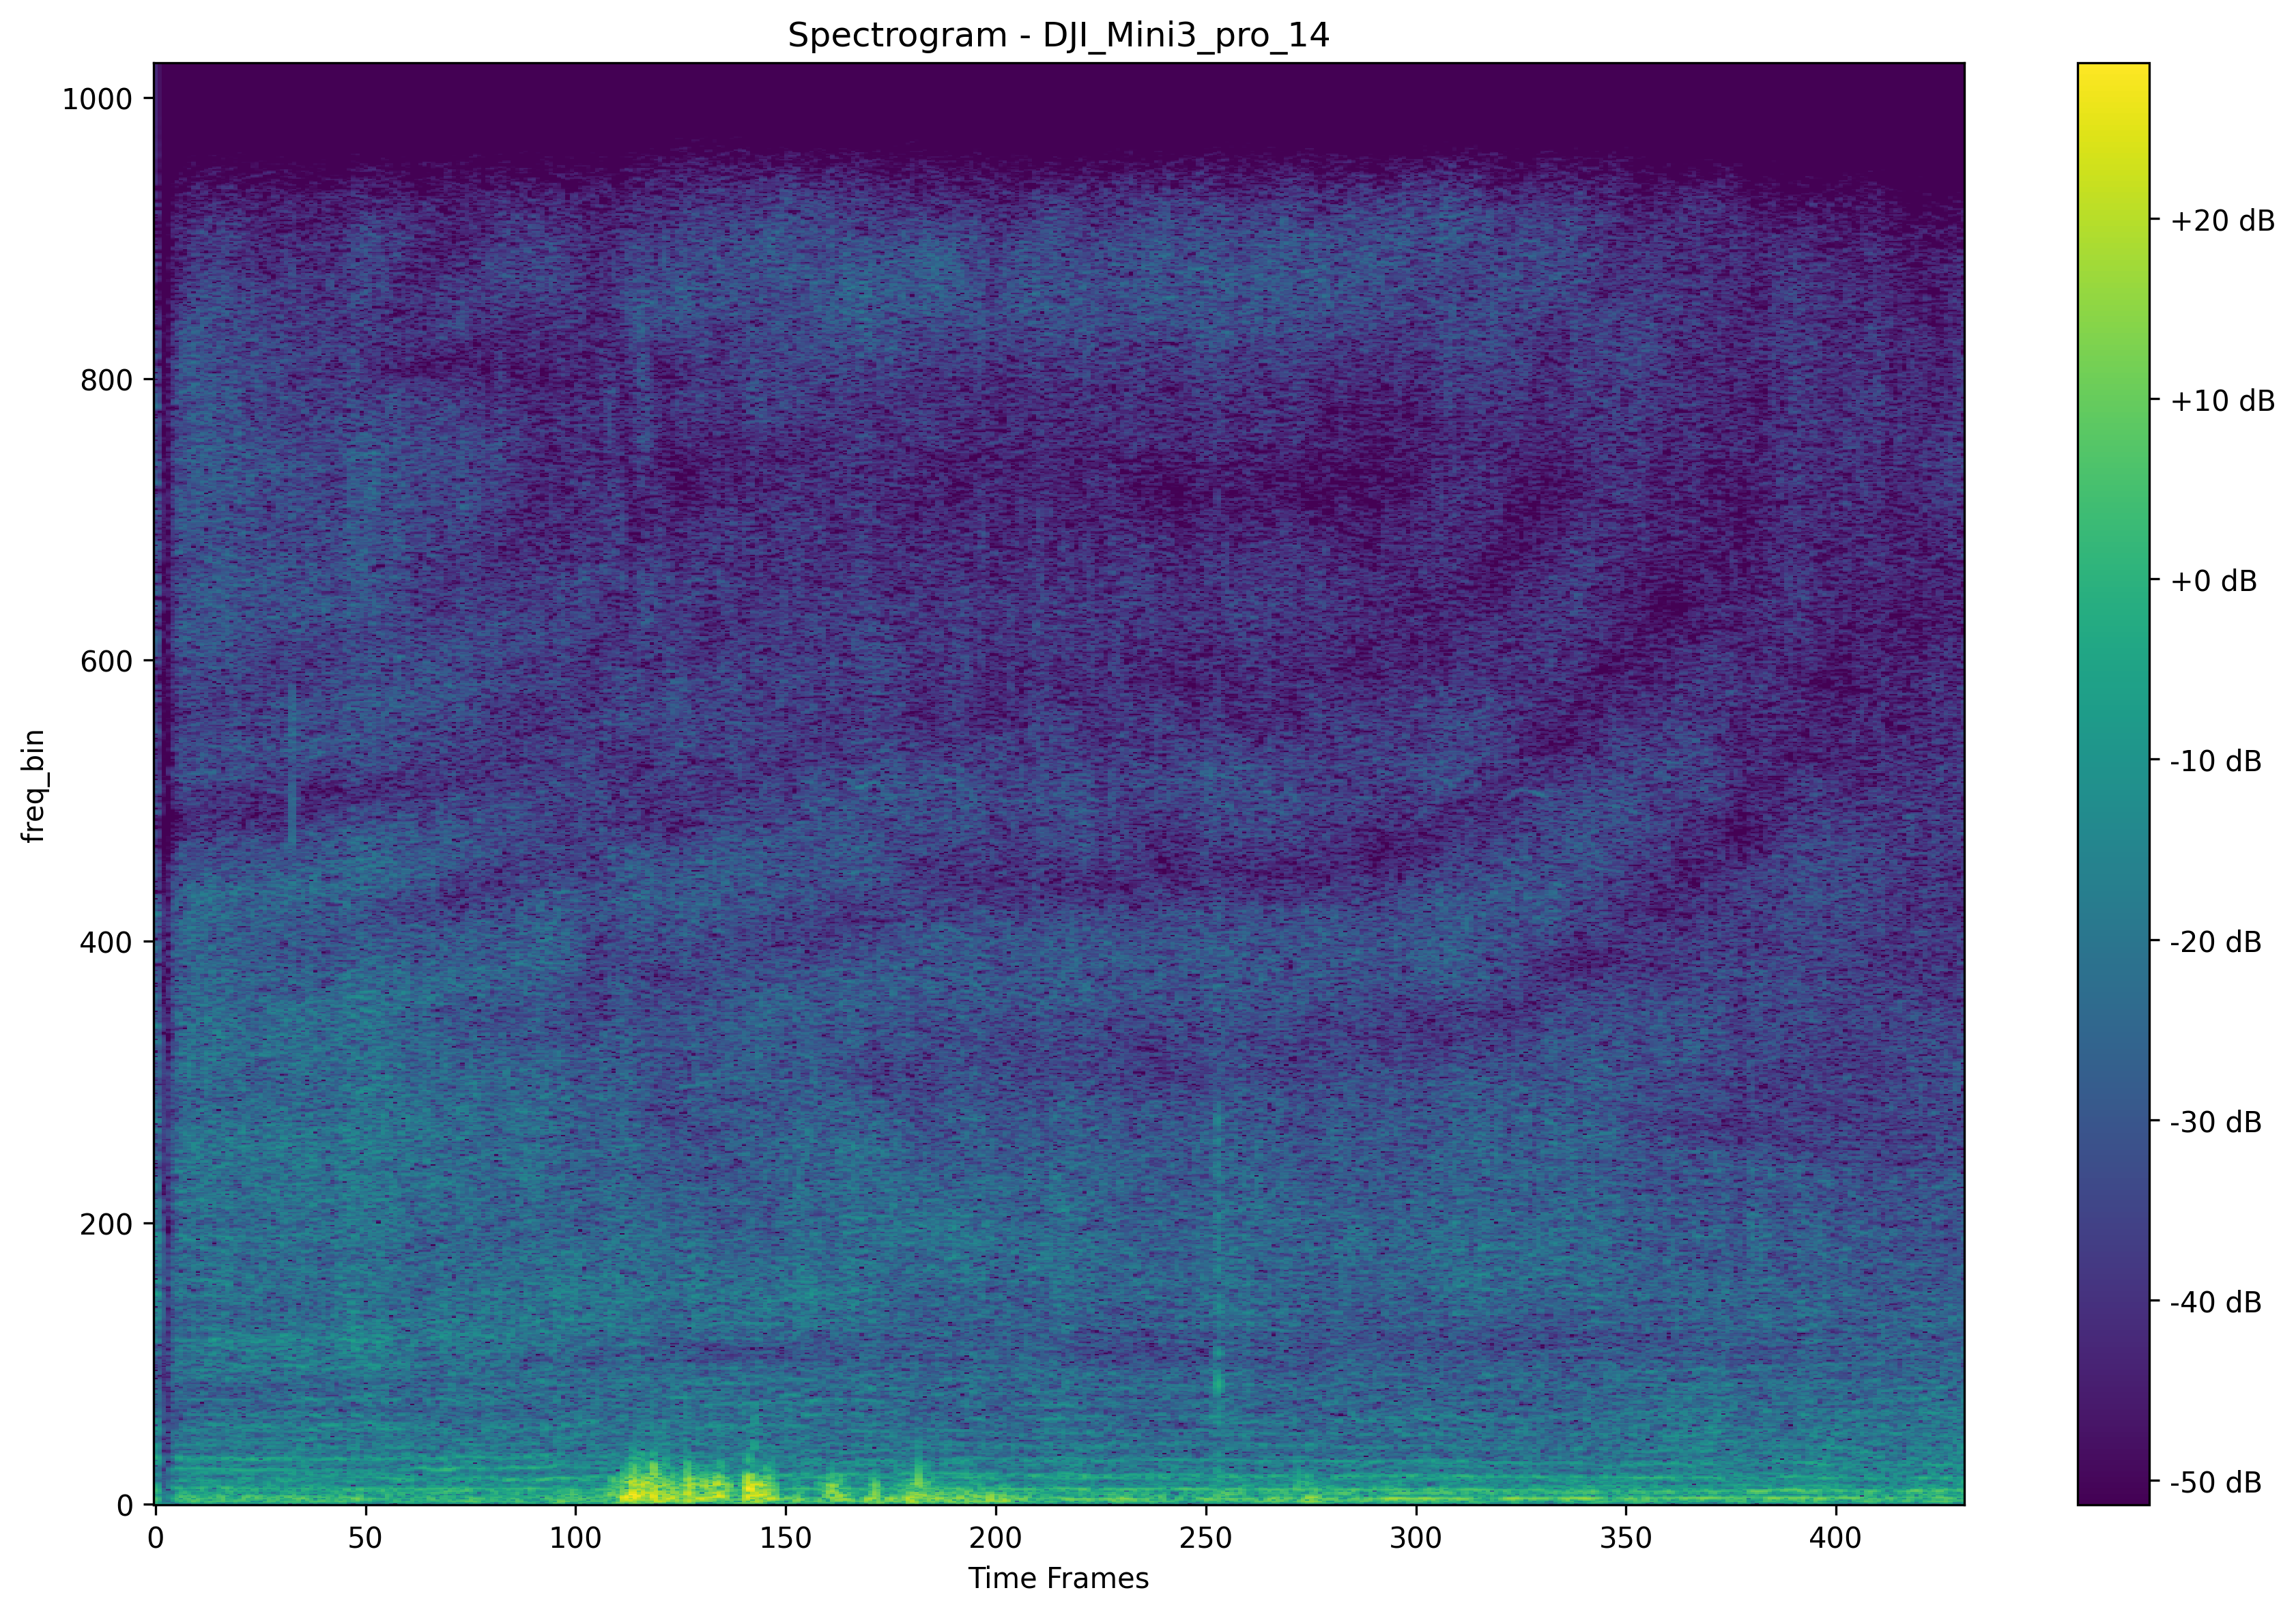 Spectrogram - DJI_Mini3_pro_14
1000
800
600
400
200
0
freq_bin
0 50 100 150 200 250 300 350 400
Time Frames
+20 dB
+10 dB
+0 dB
-10 dB
-20 dB
-30 dB
-40 dB
-50 dB